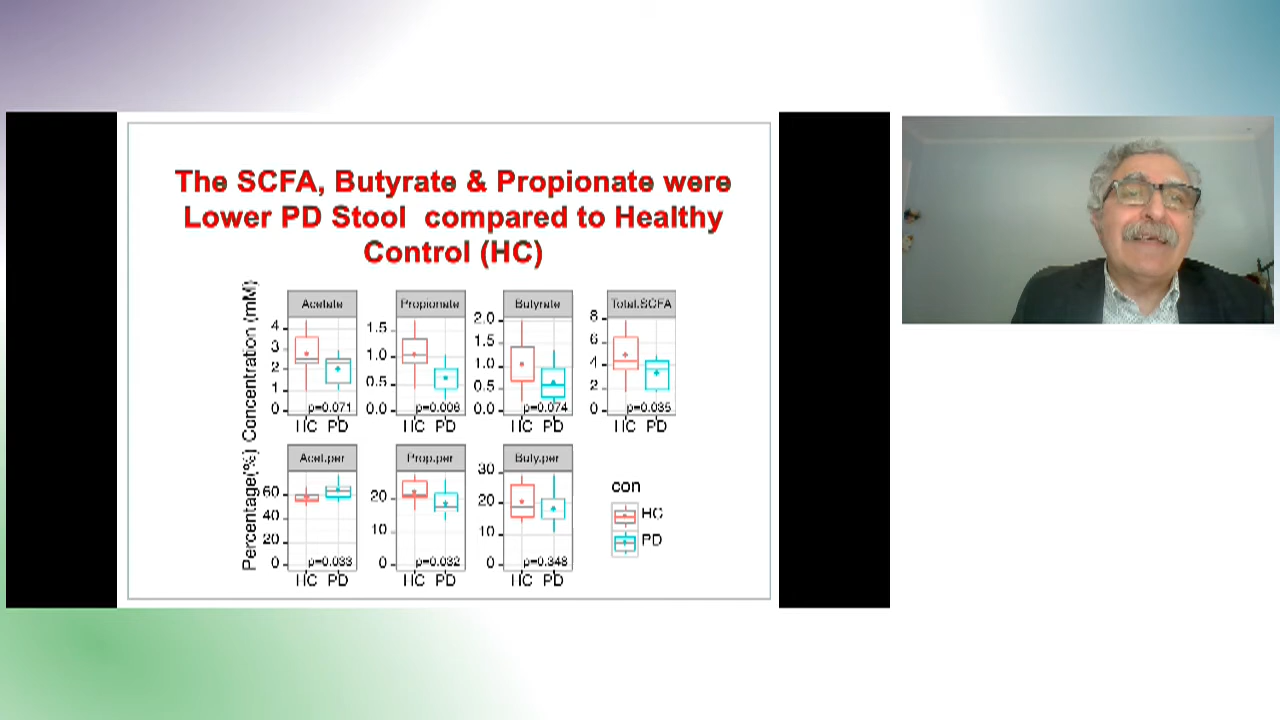 The SCFA, Butyrate & Propionate were
Lower PD Stool compared to Healthy
Control (HC)
Percentage(%) Concentration (mM)
Acetate Propionate Butyrate Total.SCFA
4 3 2 1 0
1.5 1.0 0.5 0.0
2.0 1.5 1.0 0.5 0.0
8 6 4 2 0
p=0.071 p=0.006 p=0.074 p=0.035
HC PD HC PD HC PD HC PD
Acet.per Prop.per Buty.per
60 40 20 0
20 10 0
30 20 10 0
p=0.033 p=0.032 p=0.348
HC PD HC PD HC PD
con
HC
PD